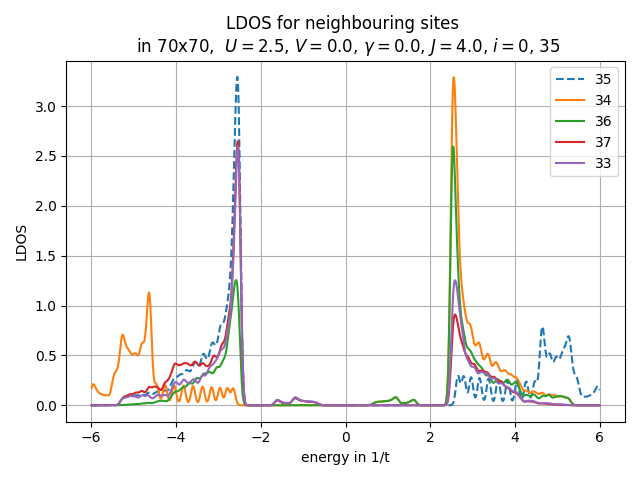 LDOS for neighbouring sites
in 70x70, U = 2.5, V = 0.0, γ = 0.0, J = 4.0, i = 0, 35
35
34
36
37
33
3.0
2.5
2.0
1.5
1.0
0.5
0.0
LDOS
−6 −4 −2 0 2 4 6
energy in 1/t